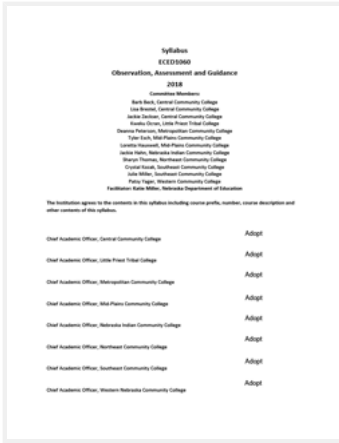 Syllabus
ECED1060
Observation, Assessment and Guidance
2018
Committee Members:
Barb Beck, Central Community College
Lisa Brestel, Central Community College
Jackie Zeckser, Central Community College
Kwaku Ocran, Little Priest Tribal College
Deanna Peterson, Metropolitan Community College
Tyler Esch, Mid-Plains Community College
Loretta Hauxwell, Mid-Plains Community College
Jackie Hahn, Nebraska Indian Community College
Sharyn Thomas, Northeast Community College
Crystal Kozak, Southeast Community College
Julie Miller, Southeast Community College
Patsy Yager, Western Community College
Facilitator: Katie Miller, Nebraska Department of Education
The Institution agrees to the contents in this syllabus including course prefix, number, course description and
other contents of this syllabus.
Adopt
Chief Academic Officer, Central Community College
Adopt
Chief Academic Officer, Little Priest Tribal College
Adopt
Chief Academic Officer, Metropolitan Community College
Adopt
Chief Academic Officer, Mid-Plains Community College
Adopt
Chief Academic Officer, Nebraska Indian Community College
Adopt
Chief Academic Officer, Northeast Community College
Adopt
Chief Academic Officer, Southeast Community College
Adopt
Chief Academic Officer, Western Nebraska Community College